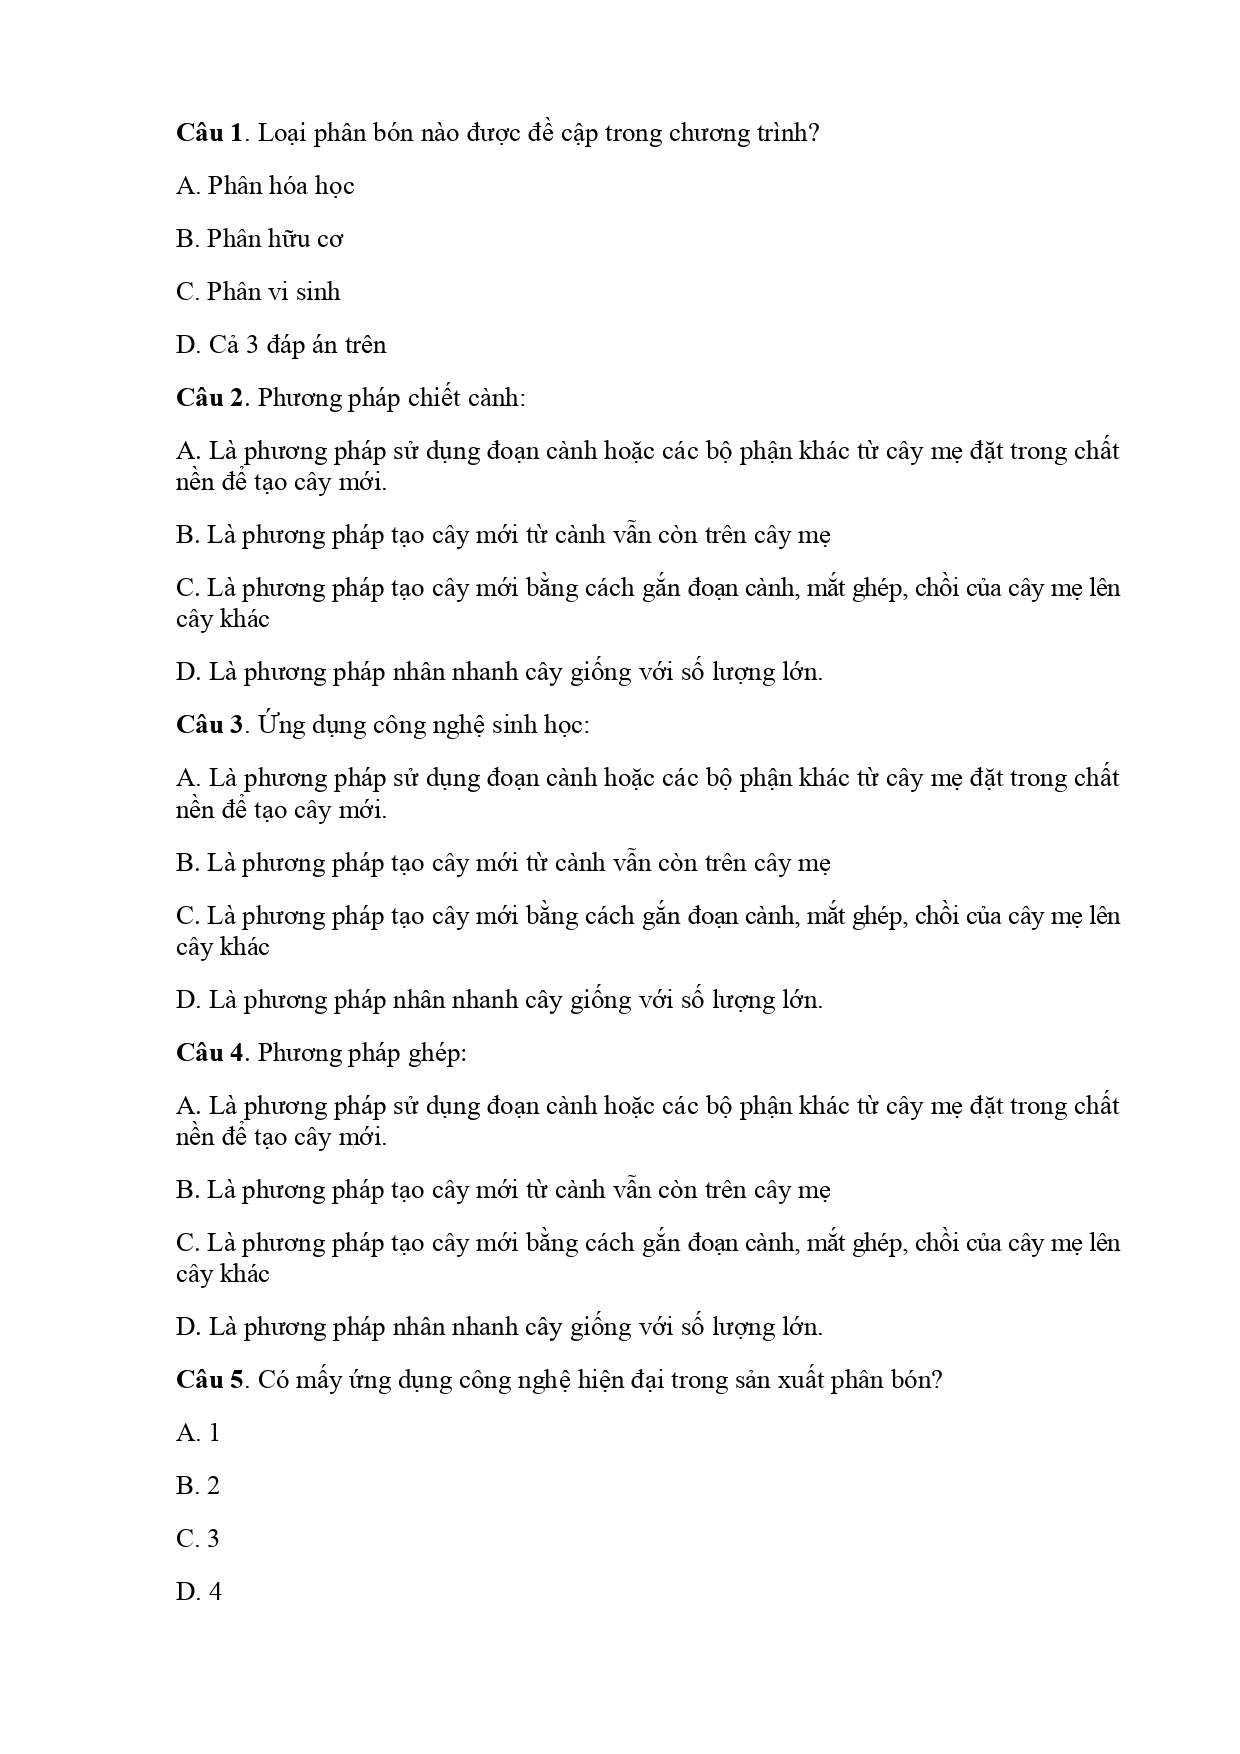 Câu 1. Loại phân bón nào được đề cập trong chương trình?
A. Phân hóa học
B. Phân hữu cơ
C. Phân vi sinh
D. Cả 3 đáp án trên
Câu 2. Phương pháp chiết cành:
A. Là phương pháp sử dụng đoạn cành hoặc các bộ phận khác từ cây mẹ đặt trong chất
nền để tạo cây mới.
B. Là phương pháp tạo cây mới từ cành vẫn còn trên cây mẹ
C. Là phương pháp tạo cây mới bằng cách gắn đoạn cành, mắt ghép, chồi của cây mẹ lên
cây khác
D. Là phương pháp nhân nhanh cây giống với số lượng lớn.
Câu 3. Ứng dụng công nghệ sinh học:
A. Là phương pháp sử dụng đoạn cành hoặc các bộ phận khác từ cây mẹ đặt trong chất
nền để tạo cây mới.
B. Là phương pháp tạo cây mới từ cành vẫn còn trên cây mẹ
C. Là phương pháp tạo cây mới bằng cách gắn đoạn cành, mắt ghép, chồi của cây mẹ lên
cây khác
D. Là phương pháp nhân nhanh cây giống với số lượng lớn.
Câu 4. Phương pháp ghép:
A. Là phương pháp sử dụng đoạn cành hoặc các bộ phận khác từ cây mẹ đặt trong chất
nền để tạo cây mới.
B. Là phương pháp tạo cây mới từ cành vẫn còn trên cây mẹ
C. Là phương pháp tạo cây mới bằng cách gắn đoạn cành, mắt ghép, chồi của cây mẹ lên
cây khác
D. Là phương pháp nhân nhanh cây giống với số lượng lớn.
Câu 5. Có mấy ứng dụng công nghệ hiện đại trong sản xuất phân bón?
A. 1
B. 2
C. 3
D. 4